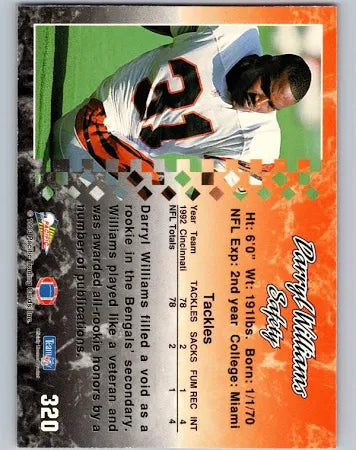 Darryl Williams
Safety
Ht: 6'0" Wt: 191lbs. Born: 1/1/70
NFL Exp: 2nd year College: Miami
Tackles
Year Team TACKLES SACKS FUM REC INT
1992 Cincinnati 78 2 1 4
NFL Totals 78 2 1 4
Darryl Williams filled a void as a
rookie in the Bengals' secondary.
Williams played like a veteran and
was awarded all-rookie honors by a
number of publications.
320
31